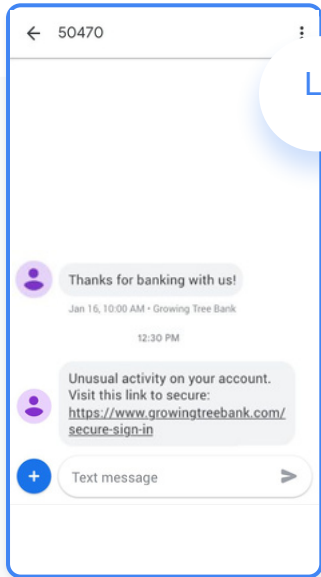 50470
L
Thanks for banking with us!
Jan 16, 10:00 AM • Growing Tree Bank
12:30 PM
Unusual activity on your account.
Visit this link to secure:
https://www.growingtreebank.com/
secure-sign-in
Text message